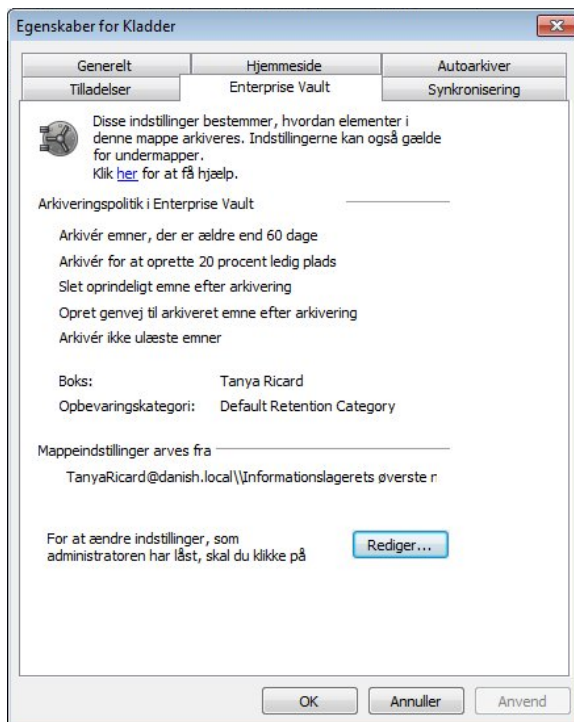 Egenskaber for Kladder
Generelt
Hjemmeside
Autoarkiver
Tilladelser
Enterprise Vault
Synkronisering
Disse indstillinger bestemmer, hvordan elementer i
denne mappe arkiveres. Indstillingerne kan også gælde
for undermapper.
Klik her for at få hjælp.
Arkiveringspolitik i Enterprise Vault
Arkivér emner, der er ældre end 60 dage
Arkivér for at oprette 20 procent ledig plads
Slet oprindeligt emne efter arkivering
Opret genvej til arkiveret emne efter arkivering
Arkivér ikke ulæste emner
Boks: Tanya Ricard
Opbevaringskategori: Default Retention Category
Mappeindstillinger arves fra
TanyaRicard@danish.local\\Informationslagerets øverste r
For at ændre indstillinger, som
administratoren har låst, skal du klikke på
Rediger...
OK
Annuller
Anvend